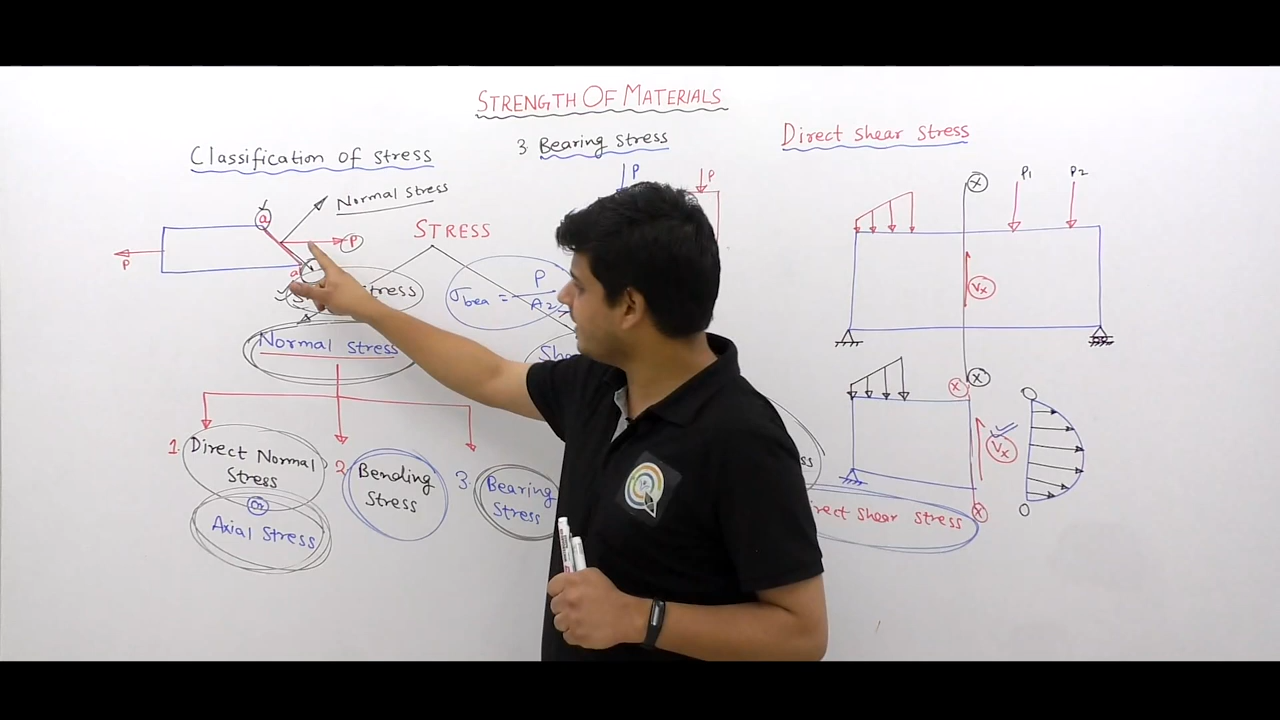 STRENGTH OF MATERIALS
Classification of stress
Normal stress
a
P
P
a
stress
STRESS
Normal stress
1. Direct Normal
Stress
Or
Axial Stress
2. Bending
Stress
3. Bearing
Stress
3 Bearing stress
P
P
σbea = P
A2
Direct shear stress
X
P1
P2
Vx
X
X
Vx
X
O
O
direct shear stress